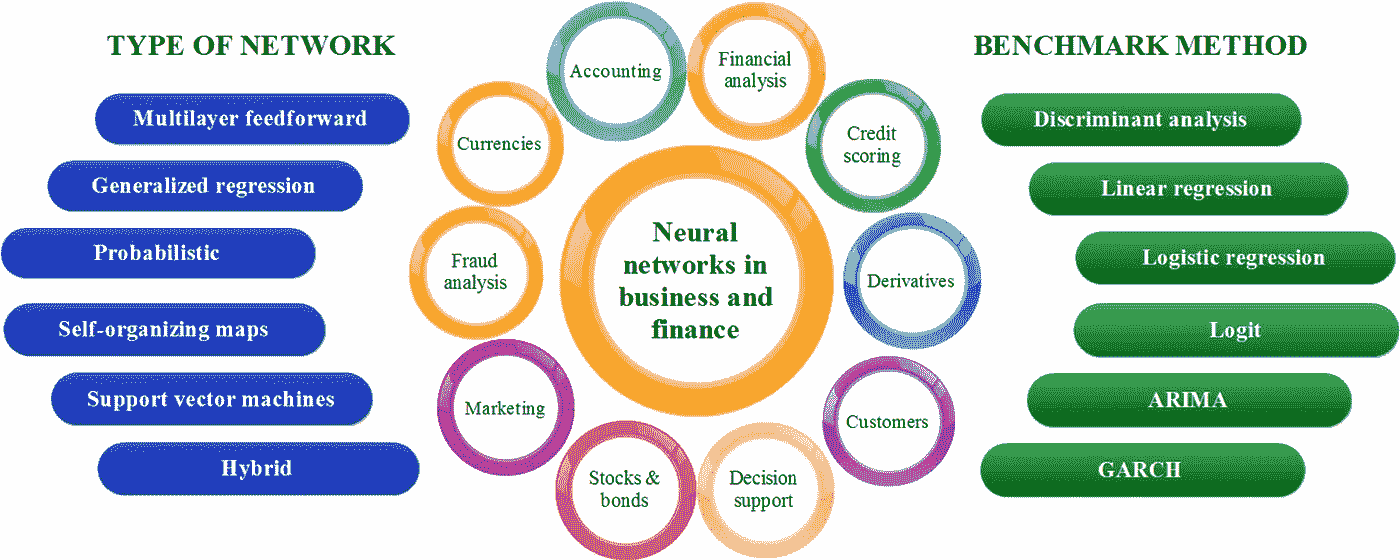 TYPE OF NETWORK
Multilayer feedforward
Generalized regression
Probabilistic
Self-organizing maps
Support vector machines
Hybrid
Accounting
Financial
analysis
Credit
scoring
Derivatives
Customers
Decision
support
Stocks &
bonds
Marketing
Fraud
analysis
Currencies
Neural
networks in
business and
finance
BENCHMARK METHOD
Discriminant analysis
Linear regression
Logistic regression
Logit
ARIMA
GARCH